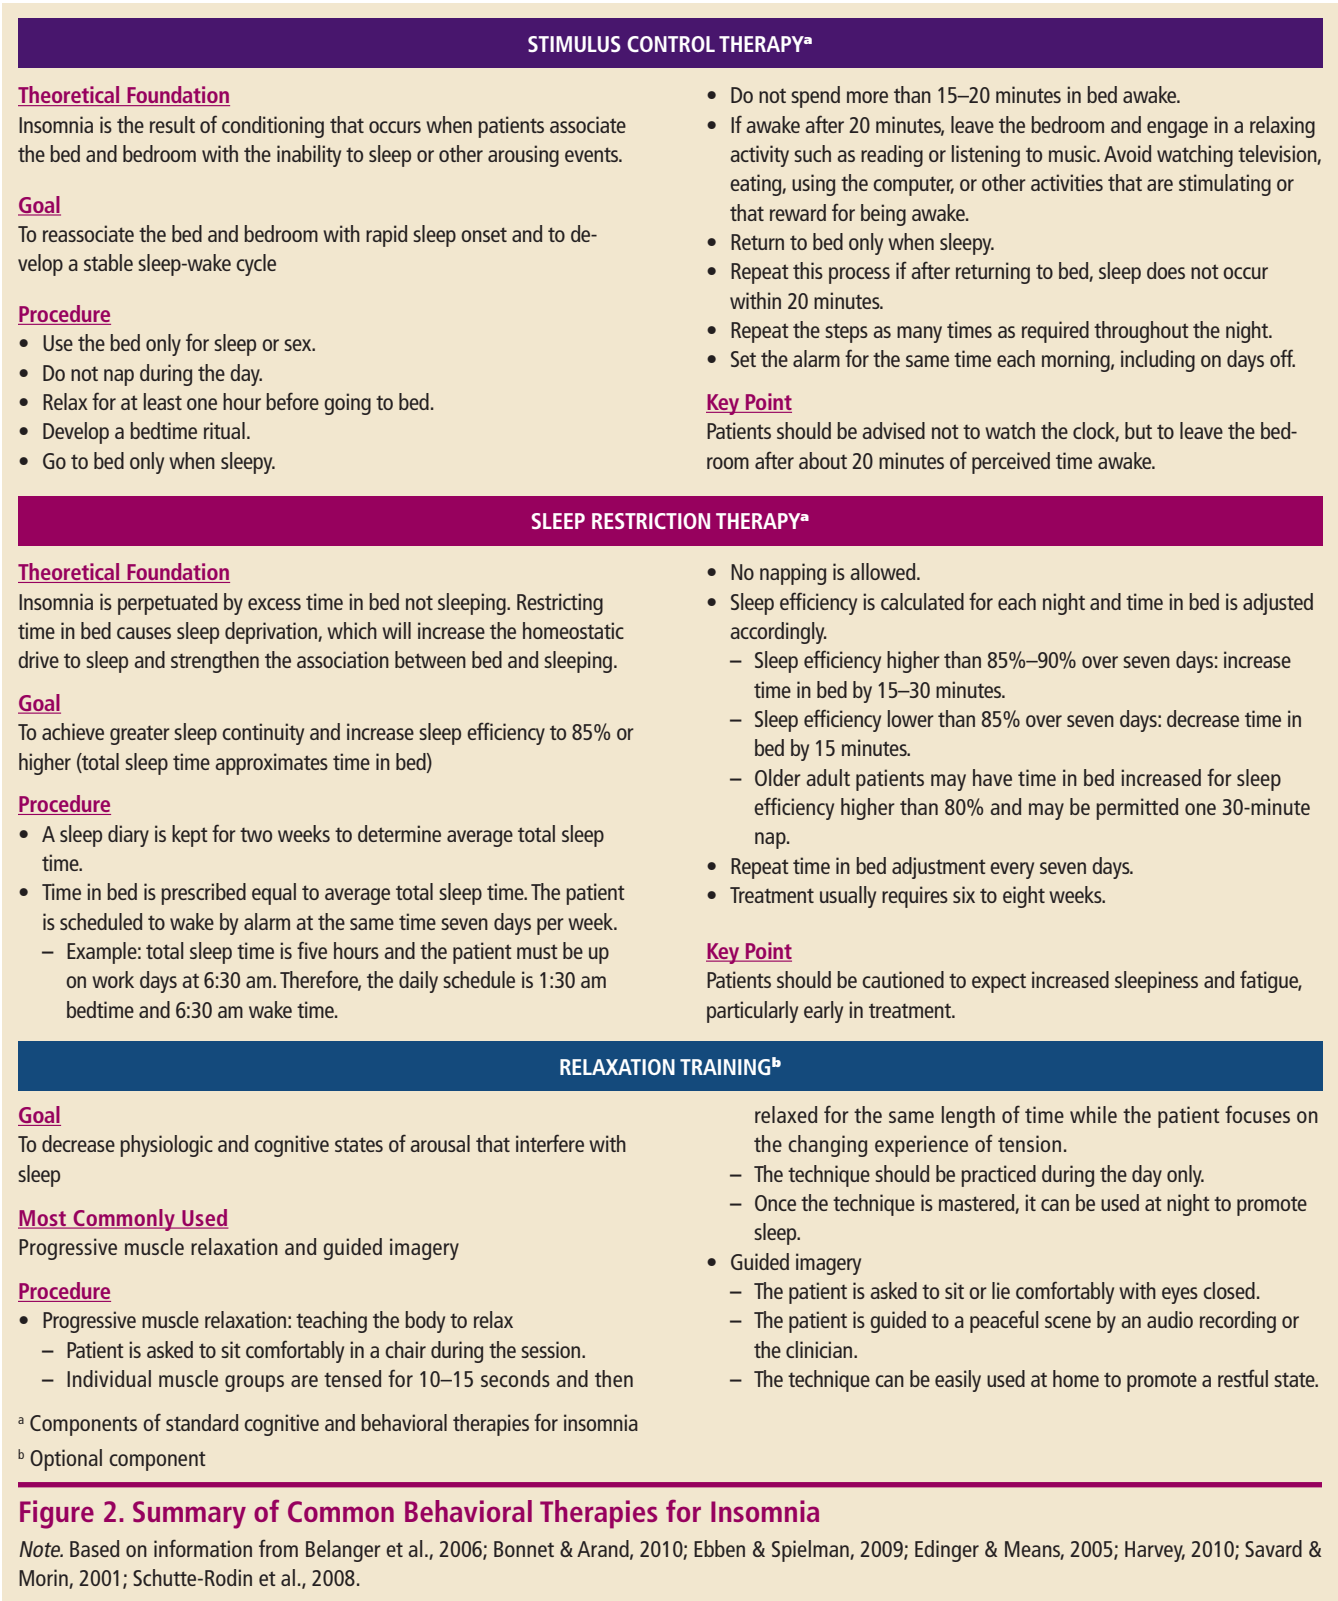 STIMULUS CONTROL THERAPYᵃ
Theoretical Foundation
Insomnia is the result of conditioning that occurs when patients associate
the bed and bedroom with the inability to sleep or other arousing events.
Goal
To reassociate the bed and bedroom with rapid sleep onset and to de-
velop a stable sleep-wake cycle
Procedure
• Use the bed only for sleep or sex.
• Do not nap during the day.
• Relax for at least one hour before going to bed.
• Develop a bedtime ritual.
• Go to bed only when sleepy.
• Do not spend more than 15–20 minutes in bed awake.
• If awake after 20 minutes, leave the bedroom and engage in a relaxing
activity such as reading or listening to music. Avoid watching television,
eating, using the computer, or other activities that are stimulating or
that reward for being awake.
• Return to bed only when sleepy.
• Repeat this process if after returning to bed, sleep does not occur
within 20 minutes.
• Repeat the steps as many times as required throughout the night.
• Set the alarm for the same time each morning, including on days off.
Key Point
Patients should be advised not to watch the clock, but to leave the bed-
room after about 20 minutes of perceived time awake.
SLEEP RESTRICTION THERAPYᵃ
Theoretical Foundation
Insomnia is perpetuated by excess time in bed not sleeping. Restricting
time in bed causes sleep deprivation, which will increase the homeostatic
drive to sleep and strengthen the association between bed and sleeping.
Goal
To achieve greater sleep continuity and increase sleep efficiency to 85% or
higher (total sleep time approximates time in bed)
Procedure
• A sleep diary is kept for two weeks to determine average total sleep
time.
• Time in bed is prescribed equal to average total sleep time. The patient
is scheduled to wake by alarm at the same time seven days per week.
– Example: total sleep time is five hours and the patient must be up
on work days at 6:30 am. Therefore, the daily schedule is 1:30 am
bedtime and 6:30 am wake time.
• No napping is allowed.
• Sleep efficiency is calculated for each night and time in bed is adjusted
accordingly.
– Sleep efficiency higher than 85%–90% over seven days: increase
time in bed by 15–30 minutes.
– Sleep efficiency lower than 85% over seven days: decrease time in
bed by 15 minutes.
– Older adult patients may have time in bed increased for sleep
efficiency higher than 80% and may be permitted one 30-minute
nap.
• Repeat time in bed adjustment every seven days.
• Treatment usually requires six to eight weeks.
Key Point
Patients should be cautioned to expect increased sleepiness and fatigue,
particularly early in treatment.
RELAXATION TRAININGᵇ
Goal
To decrease physiologic and cognitive states of arousal that interfere with
sleep
Most Commonly Used
Progressive muscle relaxation and guided imagery
Procedure
• Progressive muscle relaxation: teaching the body to relax
– Patient is asked to sit comfortably in a chair during the session.
– Individual muscle groups are tensed for 10–15 seconds and then
relaxed for the same length of time while the patient focuses on
the changing experience of tension.
– The technique should be practiced during the day only.
– Once the technique is mastered, it can be used at night to promote
sleep.
• Guided imagery
– The patient is asked to sit or lie comfortably with eyes closed.
– The patient is guided to a peaceful scene by an audio recording or
the clinician.
– The technique can be easily used at home to promote a restful state.
ᵃ Components of standard cognitive and behavioral therapies for insomnia
ᵇ Optional component
Figure 2. Summary of Common Behavioral Therapies for Insomnia
Note. Based on information from Belanger et al., 2006; Bonnet & Arand, 2010; Ebben & Spielman, 2009; Edinger & Means, 2005; Harvey, 2010; Savard &
Morin, 2001; Schutte-Rodin et al., 2008.